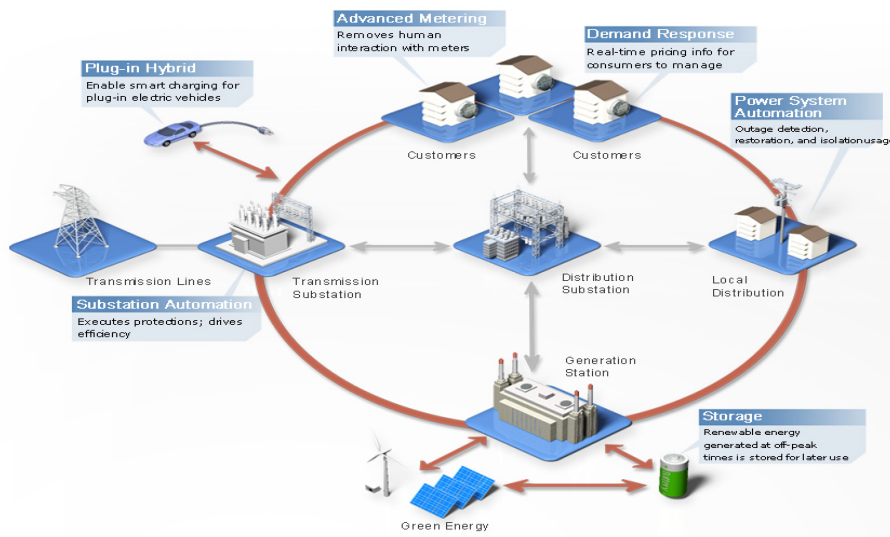 Advanced Metering
Removes human
interaction with meters
Demand Response
Real-time pricing info for
consumers to manage
Plug-in Hybrid
Enable smart charging for
plug-in electric vehicles
Power System
Automation
Outage detection,
restoration, and isolationusage
Customers
Customers
Transmission Lines
Transmission
Substation
Distribution
Substation
Local
Distribution
Substation Automation
Executes protections; drives
efficiency
Generation
Station
Storage
Renewable energy
generated at off-peak
times is stored for later use
Green Energy